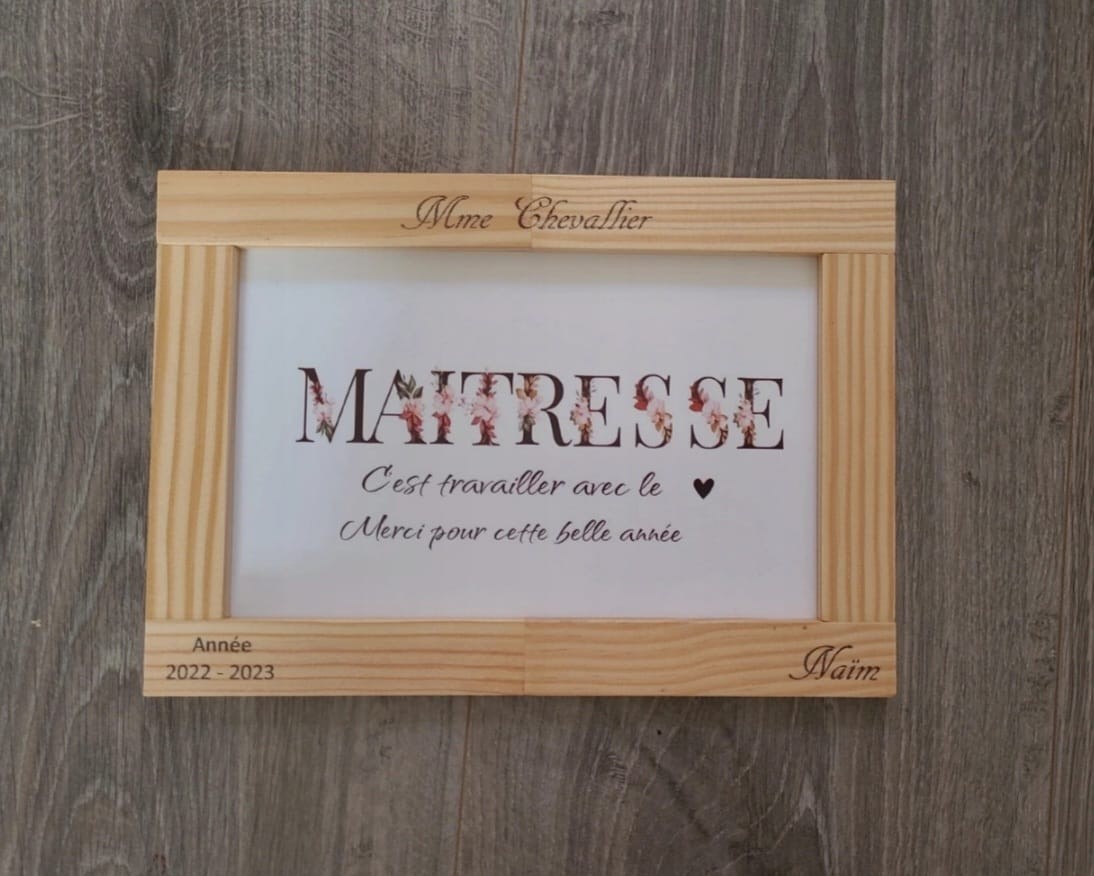 Mme Chevallier
MAITRESSE
C'est travailler avec le ♥
Merci pour cette belle année
Année
2022 - 2023
Naïm